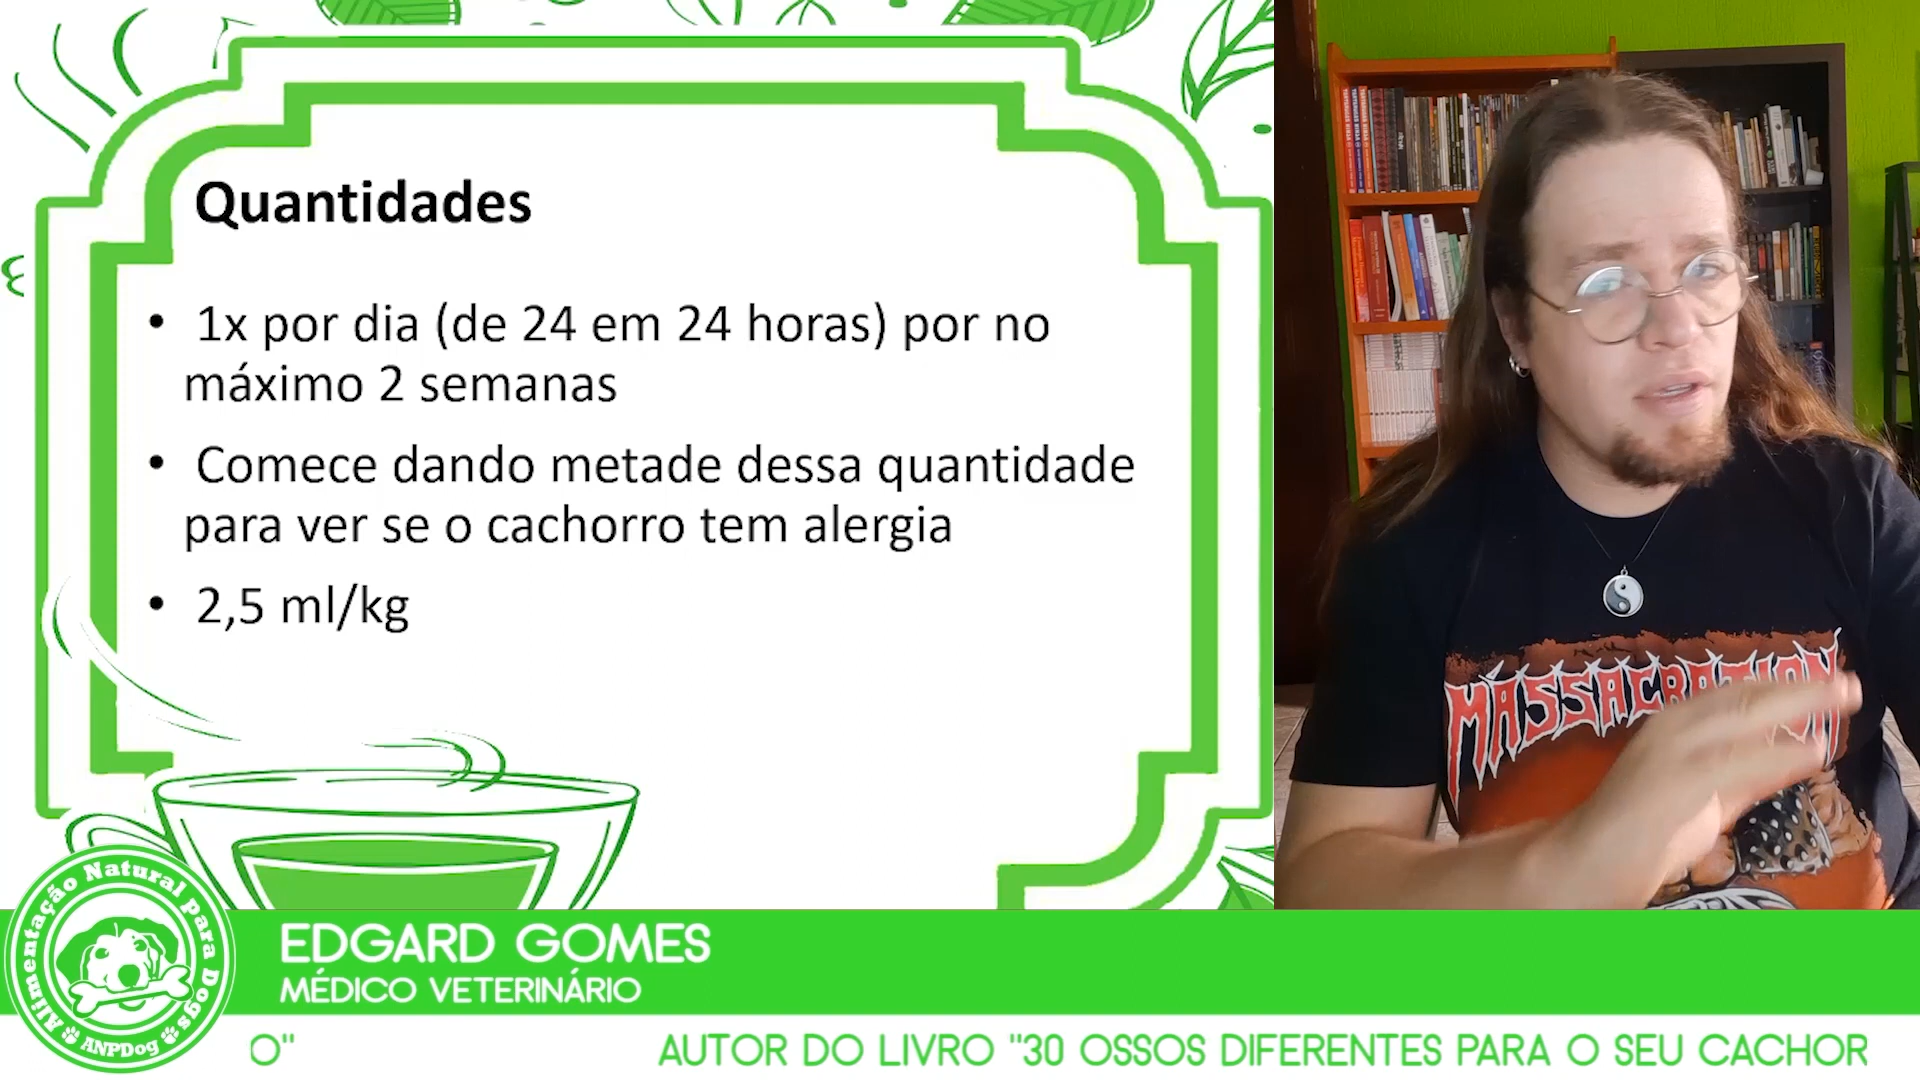 Quantidades
• 1x por dia (de 24 em 24 horas) por no
máximo 2 semanas
• Comece dando metade dessa quantidade
para ver se o cachorro tem alergia
• 2,5 ml/kg
MASSACRATION
Alimentação Natural para Dogs
ANPDog
EDGARD GOMES
MÉDICO VETERINÁRIO
O" AUTOR DO LIVRO "30 OSSOS DIFERENTES PARA O SEU CACHOR